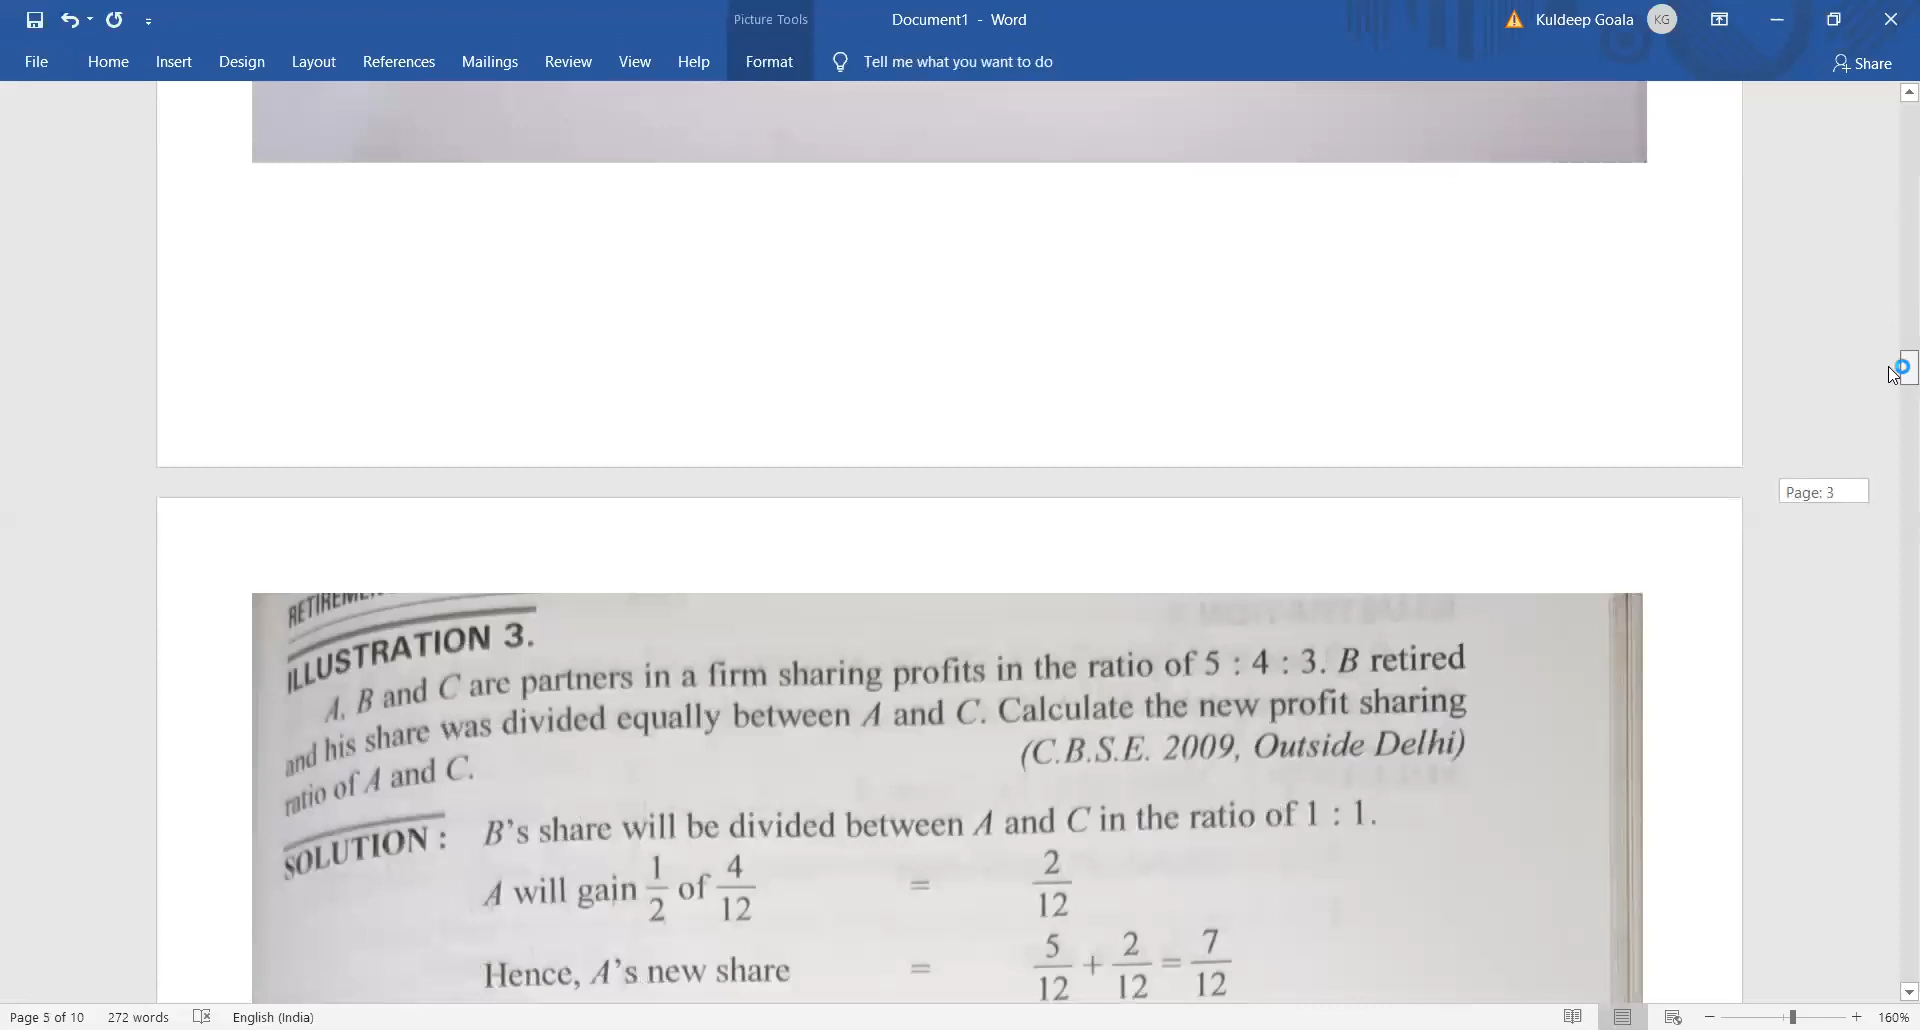 Picture Tools
Document1 - Word
Kuldeep Goala
KG
File Home Insert Design Layout References Mailings Review View Help Format Tell me what you want to do
Share
Page: 3
ILLUSTRATION 3.
A, B and C are partners in a firm sharing profits in the ratio of 5 : 4 : 3. B retired
and his share was divided equally between A and C. Calculate the new profit sharing
ratio of A and C.
(C.B.S.E. 2009, Outside Delhi)
SOLUTION : B's share will be divided between A and C in the ratio of 1 : 1.
A will gain 1/2 of 4/12 = 2/12
Hence, A's new share = 5/12 + 2/12 = 7/12
Page 5 of 10 272 words English (India) 160%